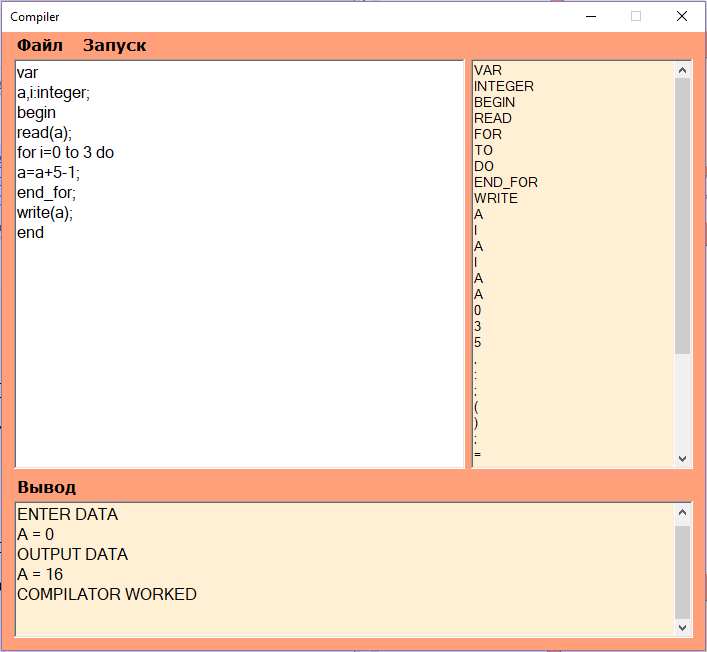 Compiler
Файл Запуск
var
a,i:integer;
begin
read(a);
for i=0 to 3 do
a=a+5-1;
end_for;
write(a);
end
VAR
INTEGER
BEGIN
READ
FOR
TO
DO
END_FOR
WRITE
A
I
A
I
A
A
0
3
5
,
:
;
(
)
;
=
Вывод
ENTER DATA
A = 0
OUTPUT DATA
A = 16
COMPILATOR WORKED